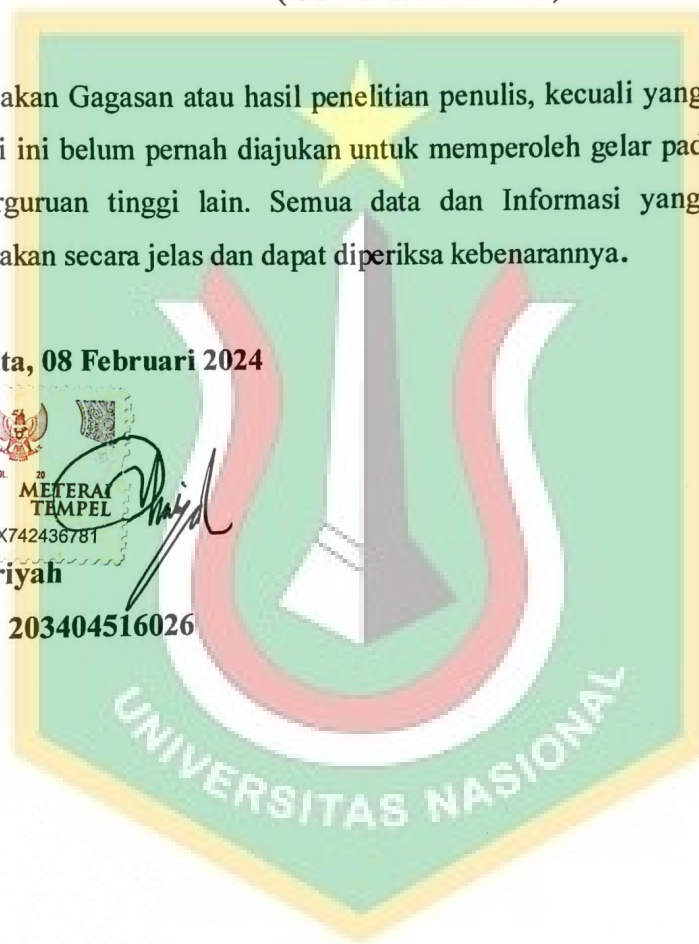 akan Gagasan atau hasil penelitian penulis, kecuali yang
i ini belum pernah diajukan untuk memperoleh gelar pad
rguruan tinggi lain. Semua data dan Informasi yang
akan secara jelas dan dapat diperiksa kebenarannya.
ta, 08 Februari 2024
20
METERAI
TEMPEL
X742436781
riyah
203404516026
UNIVERSITAS NASIONAL